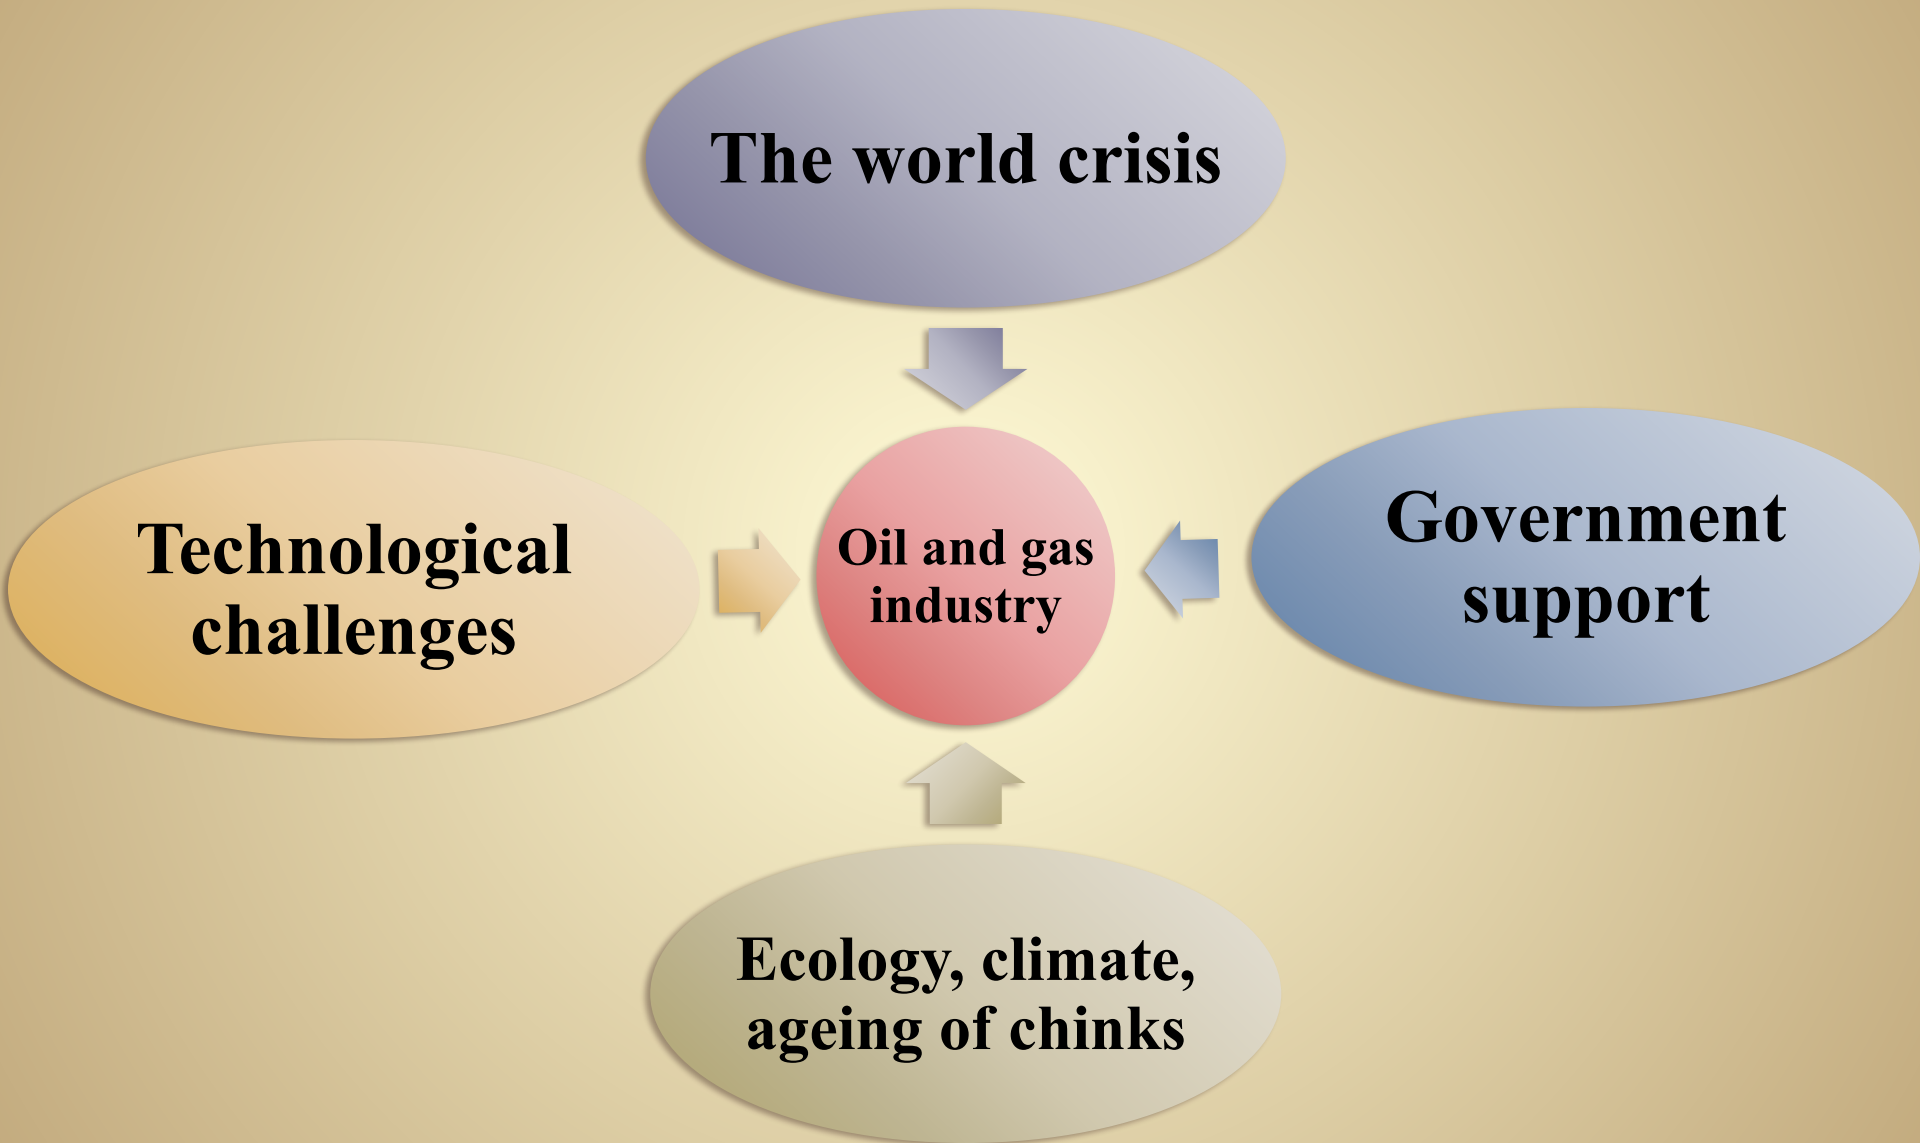 The world crisis
Technological
challenges
Oil and gas
industry
Government
support
Ecology, climate,
ageing of chinks